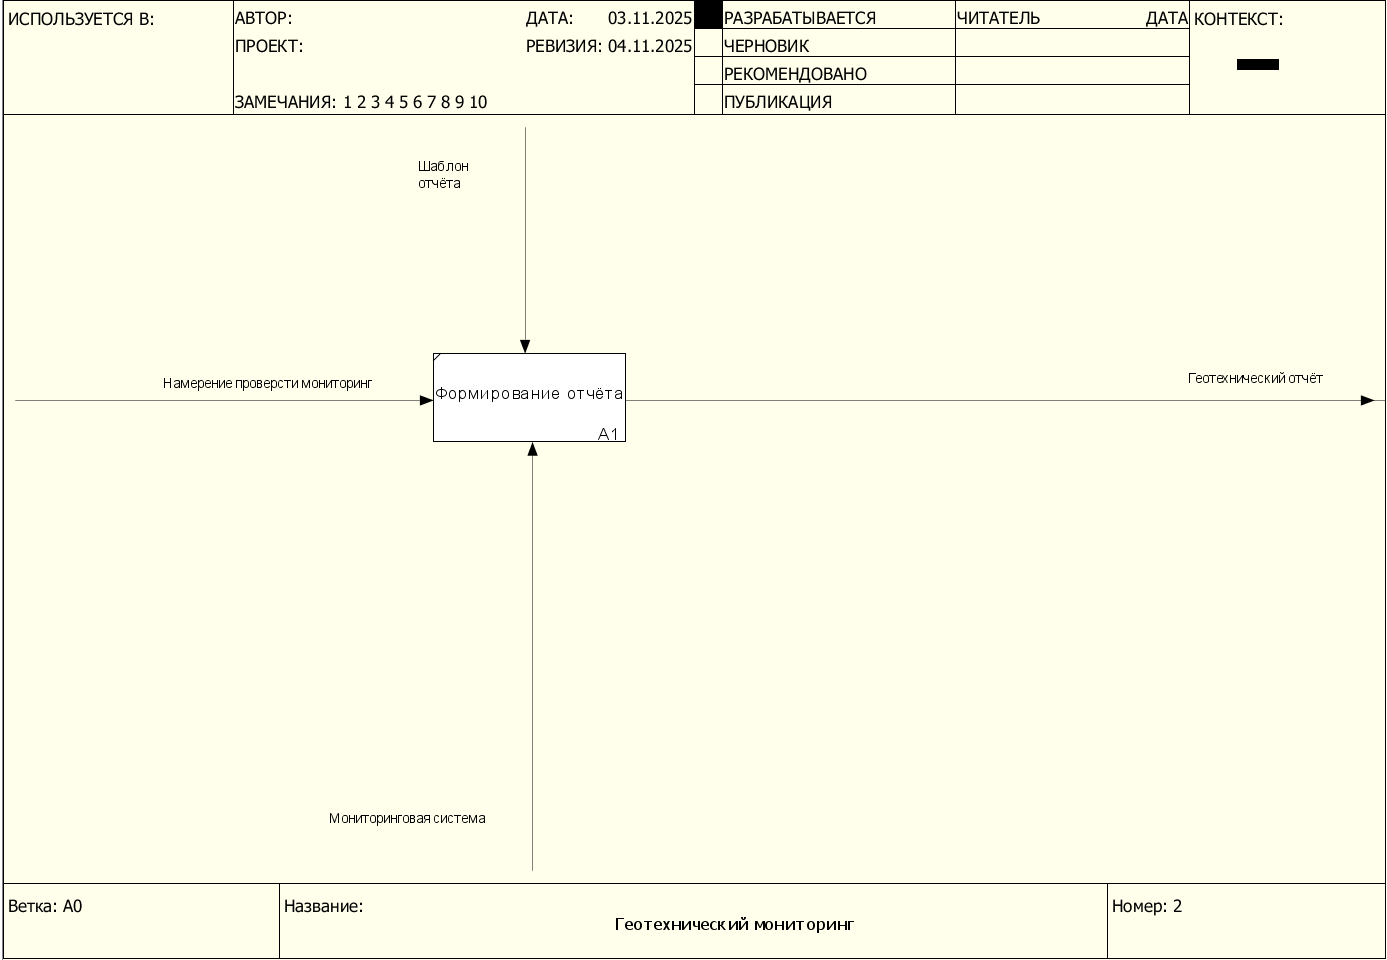 ИСПОЛЬЗУЕТСЯ В:
АВТОР:
ДАТА: 03.11.2025
ПРОЕКТ:
РЕВИЗИЯ: 04.11.2025
ЗАМЕЧАНИЯ: 1 2 3 4 5 6 7 8 9 10
РАЗРАБАТЫВАЕТСЯ
ЧЕРНОВИК
РЕКОМЕНДОВАНО
ПУБЛИКАЦИЯ
ЧИТАТЕЛЬ
ДАТА
КОНТЕКСТ:
Шаблон
отчёта
Намерение проверсти мониторинг
Формирование отчёта
A1
Геотехнический отчёт
Мониторинговая система
Ветка: A0
Название:
Геотехнический мониторинг
Номер: 2